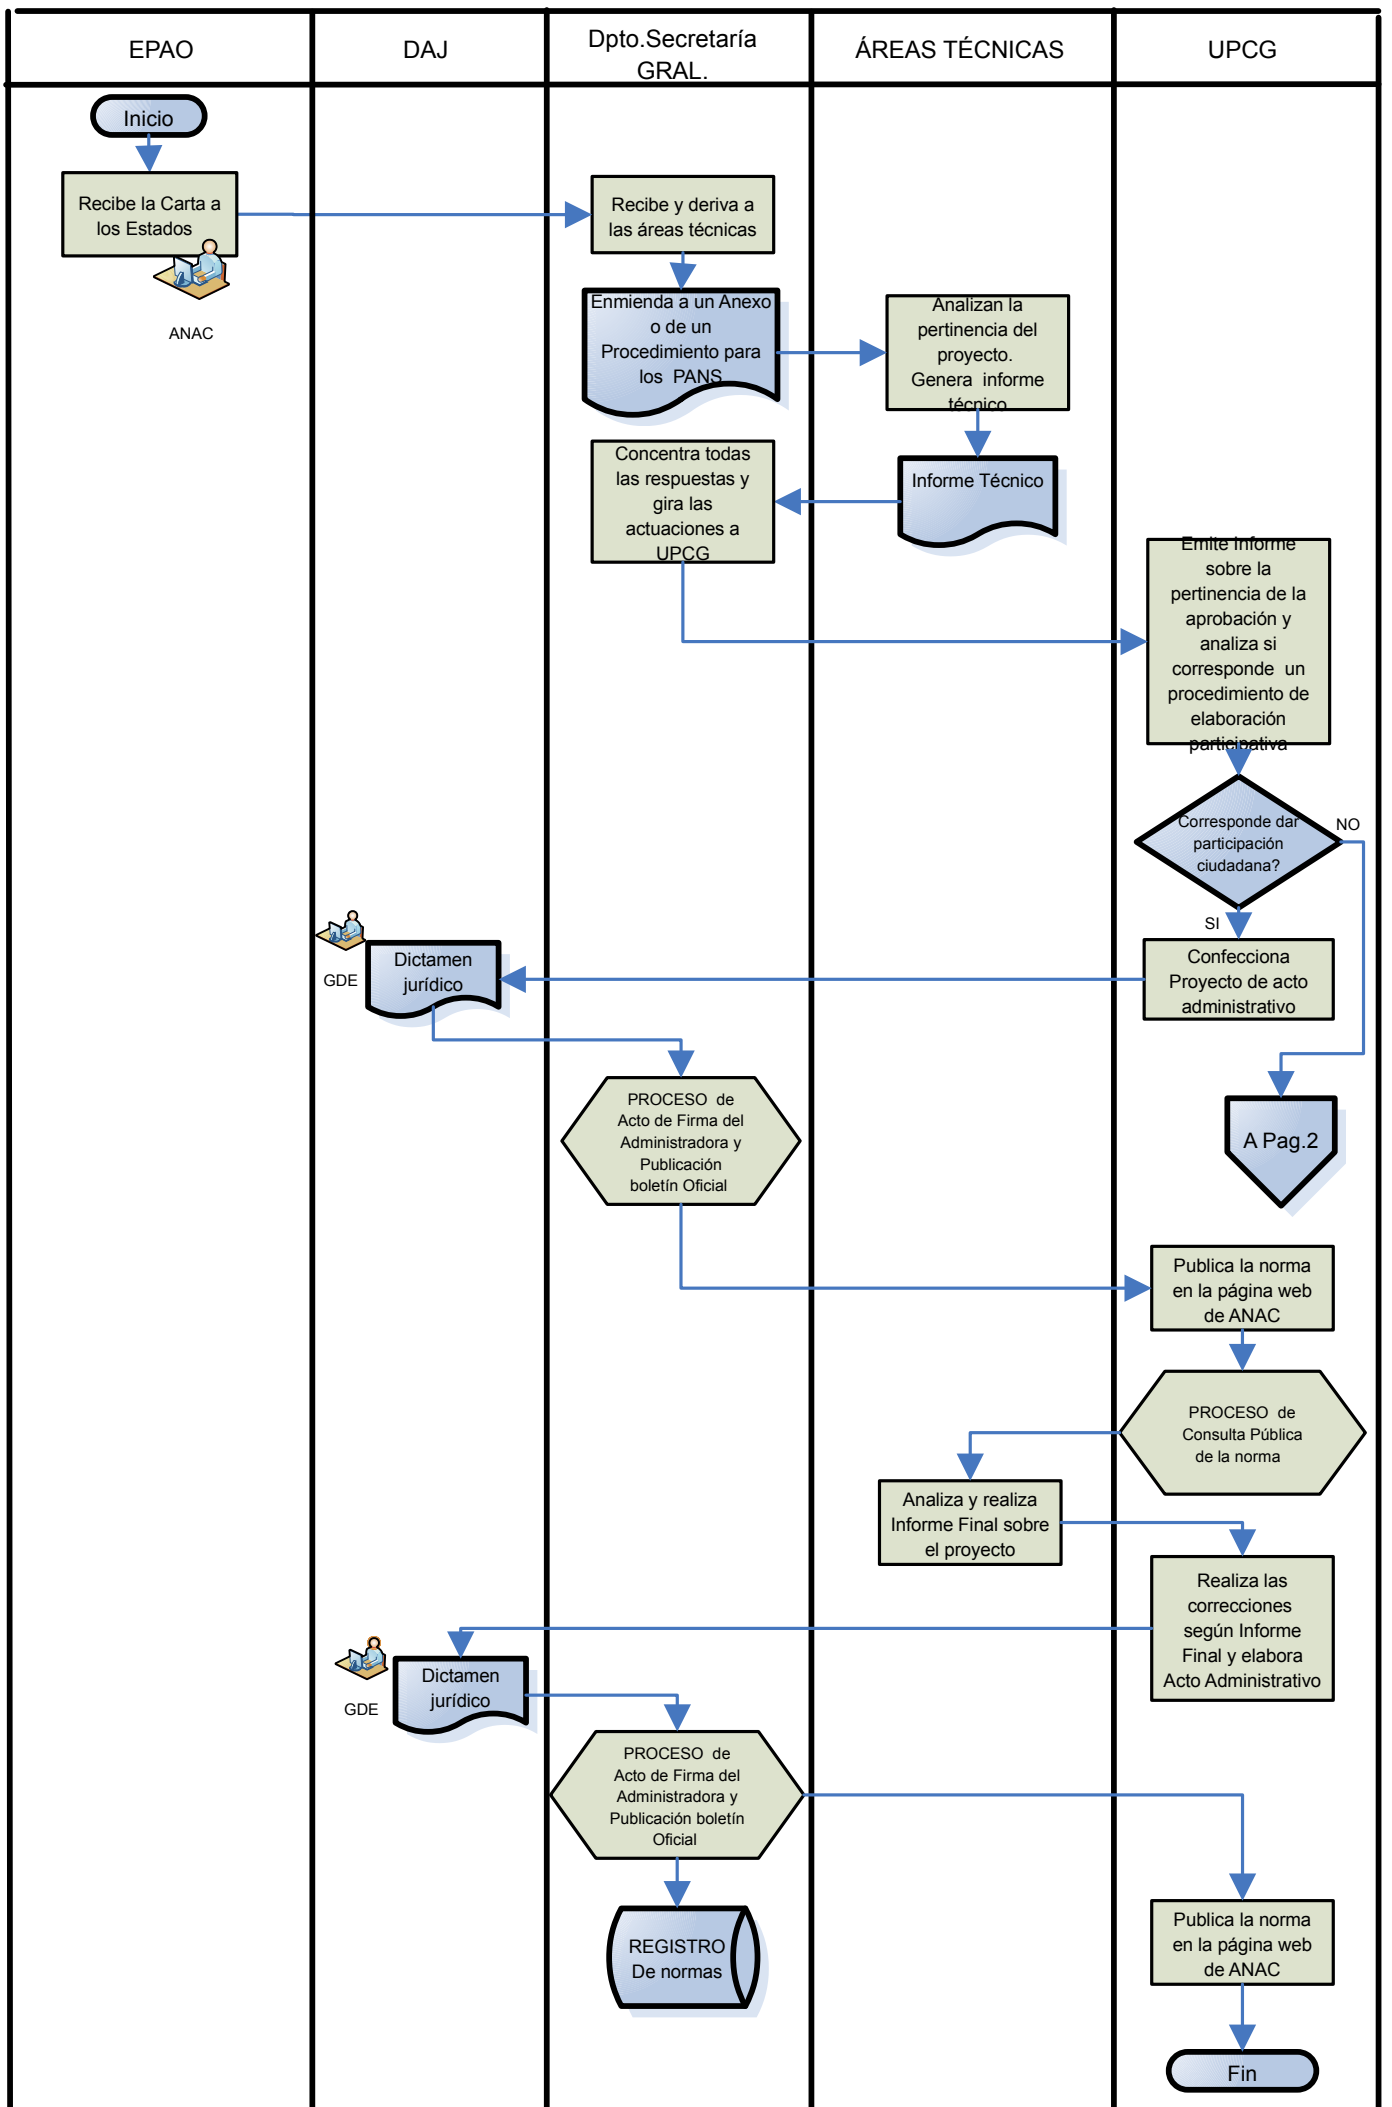 EPAO
DAJ
Dpto.Secretaría
GRAL.
ÁREAS TÉCNICAS
UPCG
Inicio
Recibe la Carta a
los Estados
ANAC
Recibe y deriva a
las áreas técnicas
Enmienda a un Anexo
o de un
Procedimiento para
los PANS
Analizan la
pertinencia del
proyecto.
Genera informe
técnico
Informe Técnico
Concentra todas
las respuestas y
gira las
actuaciones a
UPCG
Emite Informe
sobre la
pertinencia de la
aprobación y
analiza si
corresponde un
procedimiento de
elaboración
participativa
Corresponde dar
participación
ciudadana?
NO
SI
Confecciona
Proyecto de acto
administrativo
Dictamen
jurídico
GDE
PROCESO de
Acto de Firma del
Administradora y
Publicación
boletín Oficial
A Pag.2
Publica la norma
en la página web
de ANAC
PROCESO de
Consulta Pública
de la norma
Analiza y realiza
Informe Final sobre
el proyecto
Realiza las
correcciones
según Informe
Final y elabora
Acto Administrativo
Dictamen
jurídico
GDE
PROCESO de
Acto de Firma del
Administradora y
Publicación boletín
Oficial
REGISTRO
De normas
Publica la norma
en la página web
de ANAC
Fin